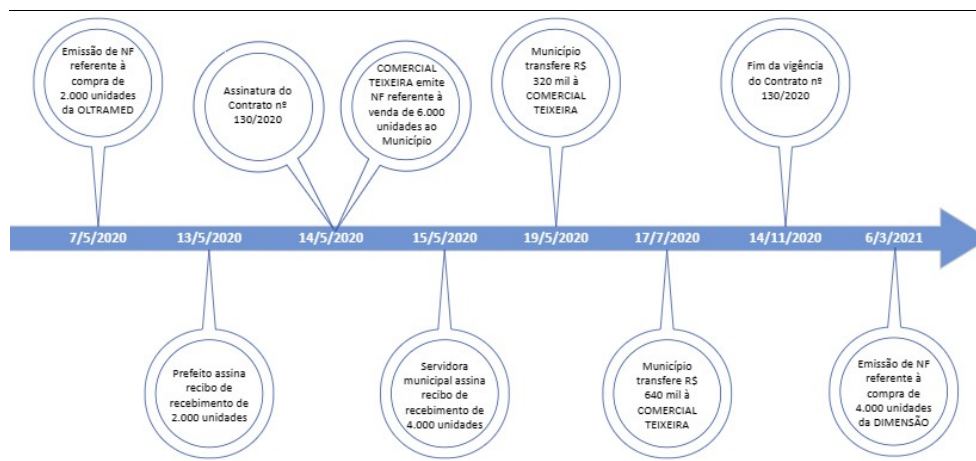 Emissão de NF
referente à
compra de
2.000 unidades
da OLTRAMED
Assinatura do
Contrato nº
130/2020
COMERCIAL
TEIXEIRA emite
NF referente à
venda de 6.000
unidades ao
Município
Município
transfere R$
320 mil à
COMERCIAL
TEIXEIRA
Fim da vigência
do Contrato nº
130/2020
7/5/2020 13/5/2020 14/5/2020 15/5/2020 19/5/2020 17/7/2020 14/11/2020 6/3/2021
Prefeito assina
recibo de
recebimento de
2.000 unidades
Servidora
municipal assina
recibo de
recebimento de
4.000 unidades
Município
transfere R$
640 mil à
COMERCIAL
TEIXEIRA
Emissão de NF
referente à
compra de
4.000 unidades
da DIMENSÃO